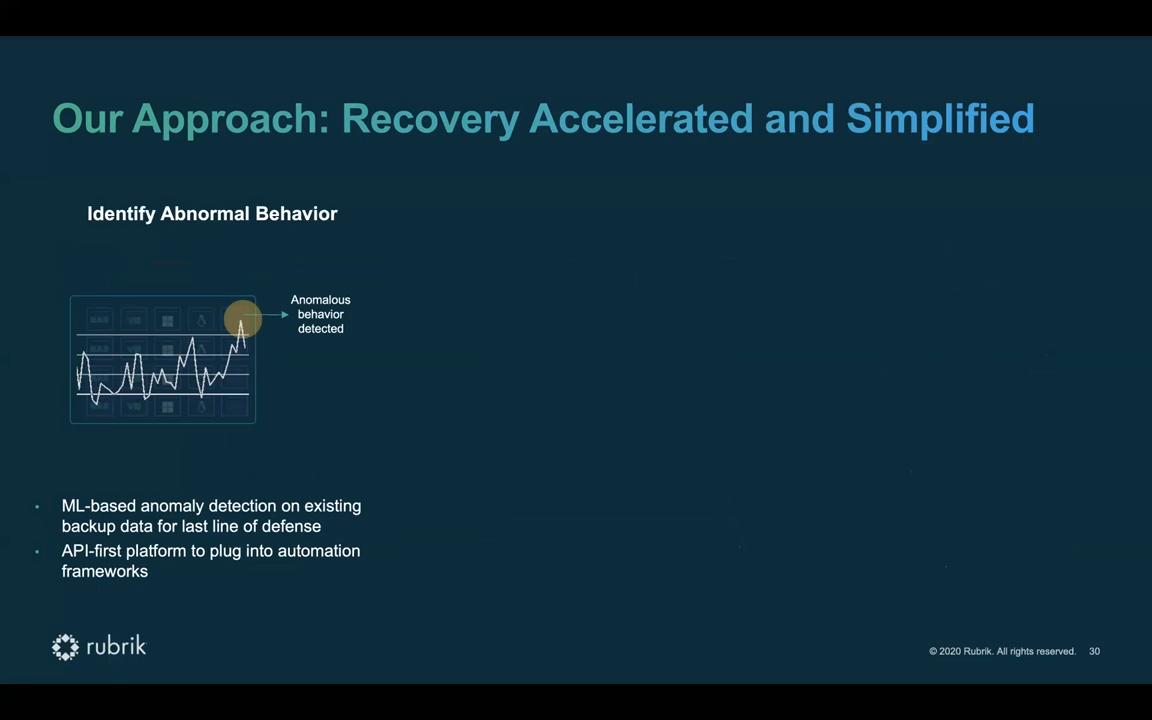 Our Approach: Recovery Accelerated and Simplified
Identify Abnormal Behavior
Anomalous
behavior
detected
• ML-based anomaly detection on existing
backup data for last line of defense
• API-first platform to plug into automation
frameworks
rubrik
© 2020 Rubrik. All rights reserved. 30